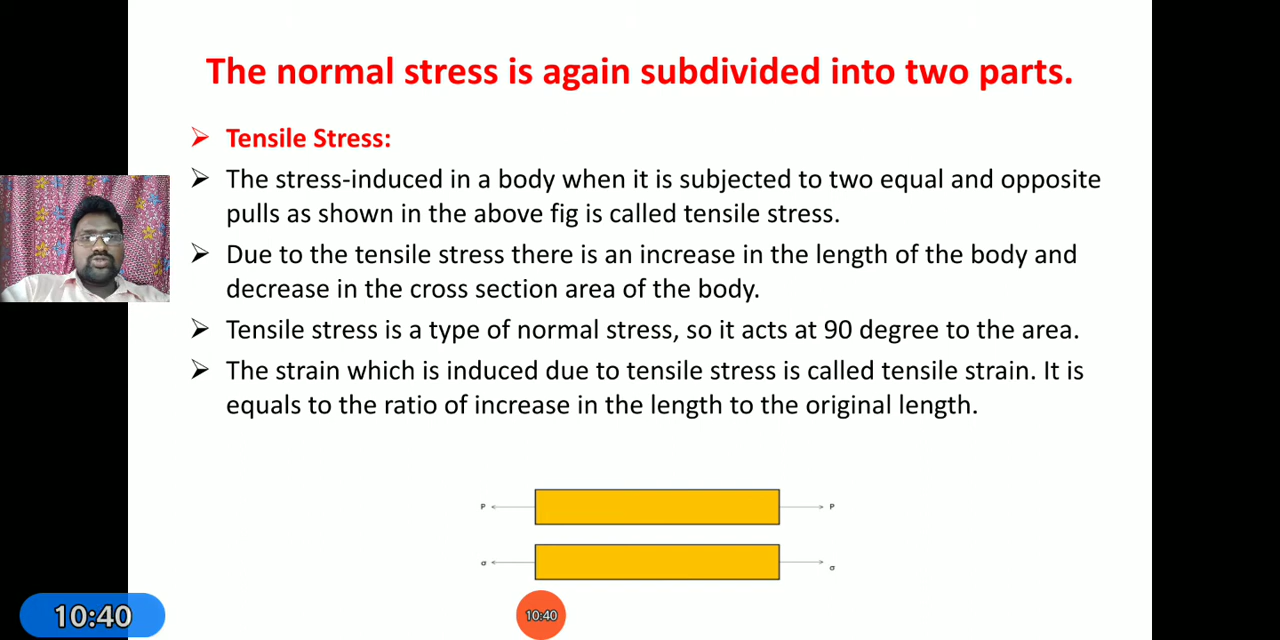 The normal stress is again subdivided into two parts.
Tensile Stress:
The stress-induced in a body when it is subjected to two equal and opposite
pulls as shown in the above fig is called tensile stress.
Due to the tensile stress there is an increase in the length of the body and
decrease in the cross section area of the body.
Tensile stress is a type of normal stress, so it acts at 90 degree to the area.
The strain which is induced due to tensile stress is called tensile strain. It is
equals to the ratio of increase in the length to the original length.
P P
σ σ
10:40
10:40